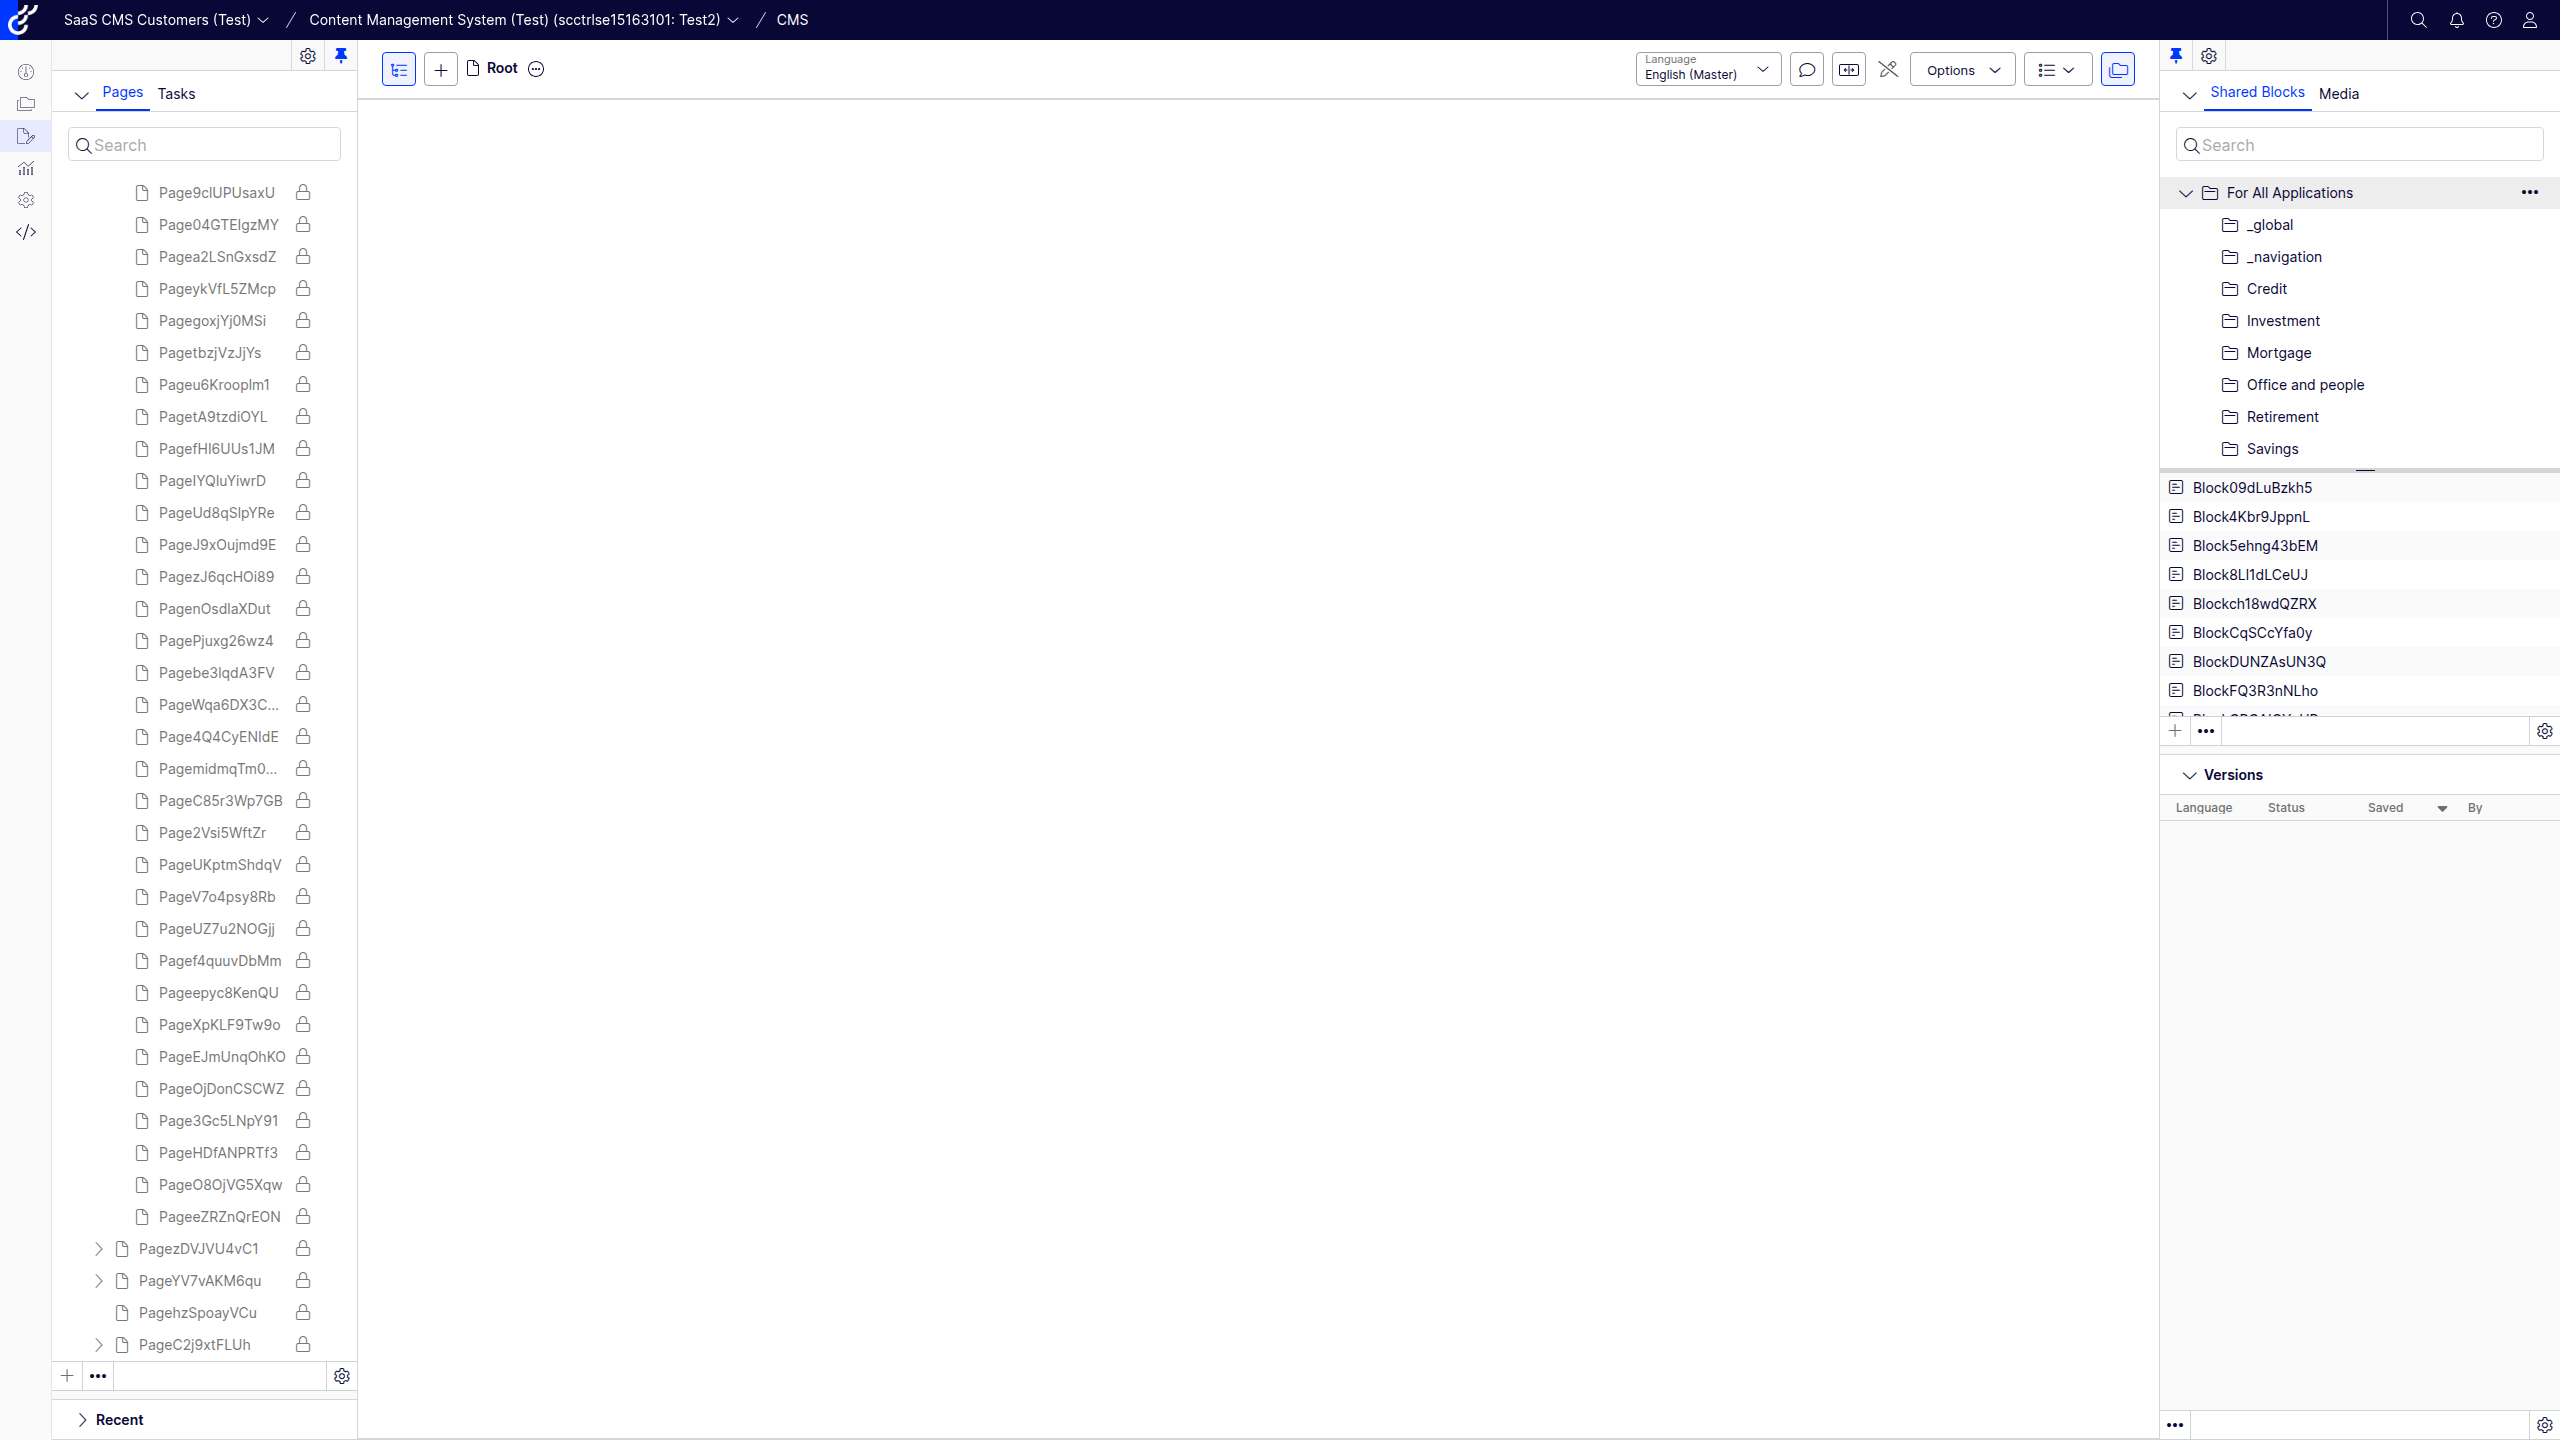 SaaS CMS Customers (Test) / Content Management System (Test) (scctrlse15163101: Test2) / CMS
Pages Tasks
Search
Page9clUPUsaxU
Page04GTEIgzMY
Pagea2LSnGxsdZ
PageykVfL5ZMcp
PagegoxjYj0MSi
PagetbzjVzJjYs
Pageu6Krooplm1
PagetA9tzdiOYL
PagefHI6UUs1JM
PageIYQluYiwrD
PageUd8qSlpYRe
PageJ9xOujmd9E
PagezJ6qcHOi89
PagenOsdlaXDut
PagePjuxg26wz4
Pagebe3lqdA3FV
PageWqa6DX3C...
Page4Q4CyENldE
PagemidmqTm0...
PageC85r3Wp7GB
Page2Vsi5WftZr
PageUKptmShdqV
PageV7o4psy8Rb
PageUZ7u2NOGjj
Pagef4quuvDbMm
Pageepyc8KenQU
PageXpKLF9Tw9o
PageEJmUnqOhKO
PageOjDonCSCWZ
Page3Gc5LNpY91
PageHDfANPRTf3
PageO8OjVG5Xqw
PageeZRZnQrEON
PagezDVJVU4vC1
PageYV7vAKM6qu
PagehzSpoayVCu
PageC2j9xtFLUh
Recent
Root
Language
English (Master)
Options
Shared Blocks Media
Search
For All Applications
_global
_navigation
Credit
Investment
Mortgage
Office and people
Retirement
Savings
Block09dLuBzkh5
Block4Kbr9JppnL
Block5ehng43bEM
Block8LI1dLCeUJ
Blockch18wdQZRX
BlockCqSCcYfa0y
BlockDUNZAsUN3Q
BlockFQ3R3nNLho
Versions
Language Status Saved By